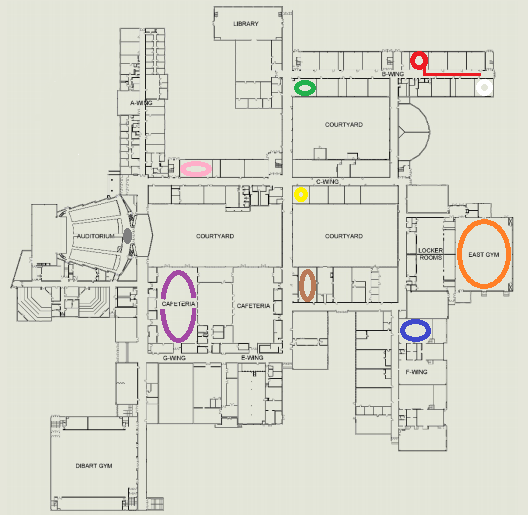 LIBRARY
B-WING
A-WING
COURTYARD
C-WING
AUDITORIUM
COURTYARD
COURTYARD
LOCKER
ROOMS
EAST GYM
CAFETERIA
CAFETERIA
G-WING
E-WING
F-WING
DIBART GYM